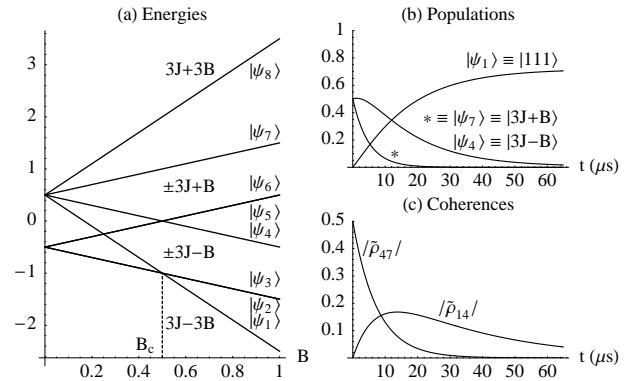 (a) Energies
3
2
1
0
−1
−2
3J+3B
±3J+B
±3J−B
3J−3B
|ψ8⟩
|ψ7⟩
|ψ6⟩
|ψ5⟩
|ψ4⟩
|ψ3⟩
|ψ2⟩
|ψ1⟩
Bc
B
0.2 0.4 0.6 0.8 1
(b) Populations
1
0.8
0.6
0.4
0.2
|ψ1⟩ ≡ |111⟩
* ≡ |ψ7⟩ ≡ |3J+B⟩
|ψ4⟩ ≡ |3J−B⟩
*
10 20 30 40 50 60
t (μs)
(c) Coherences
0.5
0.4
0.3
0.2
0.1
/ρ̃47/
/ρ̃14/
10 20 30 40 50 60
t (μs)